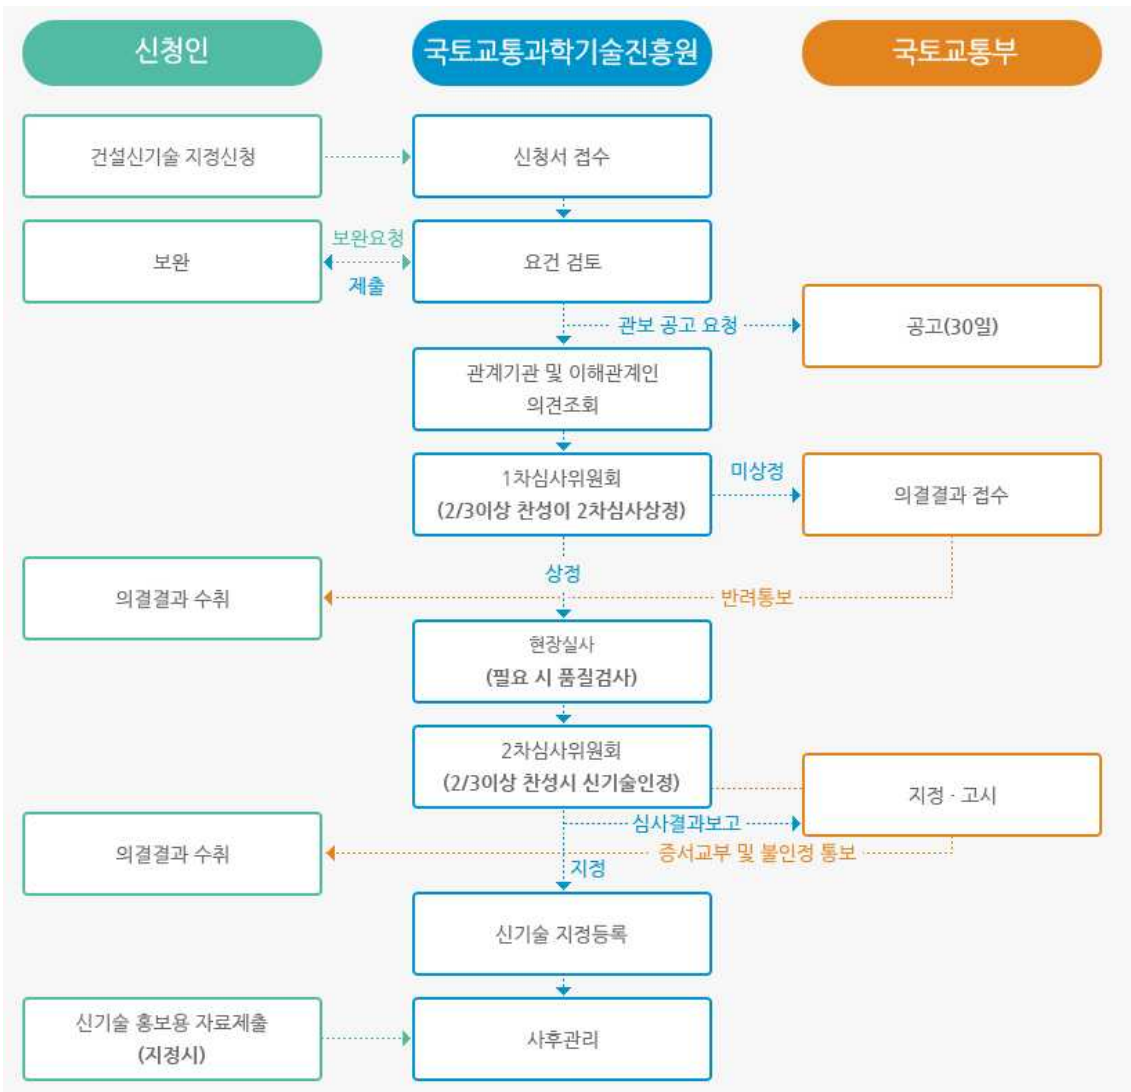 신청인
국토교통과학기술진흥원
국토교통부
건설신기술 지정신청
신청서 접수
보완
보완요청
제출
요건 검토
관보 공고 요청
공고(30일)
관계기관 및 이해관계인
의견조회
1차심사위원회
(2/3이상 찬성이 2차심사상정)
미상정
의결결과 접수
상정
반려통보
의결결과 수취
현장실사
(필요 시 품질검사)
2차심사위원회
(2/3이상 찬성시 신기술인정)
지정 · 고시
심사결과보고
증서교부 및 불인정 통보
의결결과 수취
지정
신기술 지정등록
신기술 홍보용 자료제출
(지정시)
사후관리